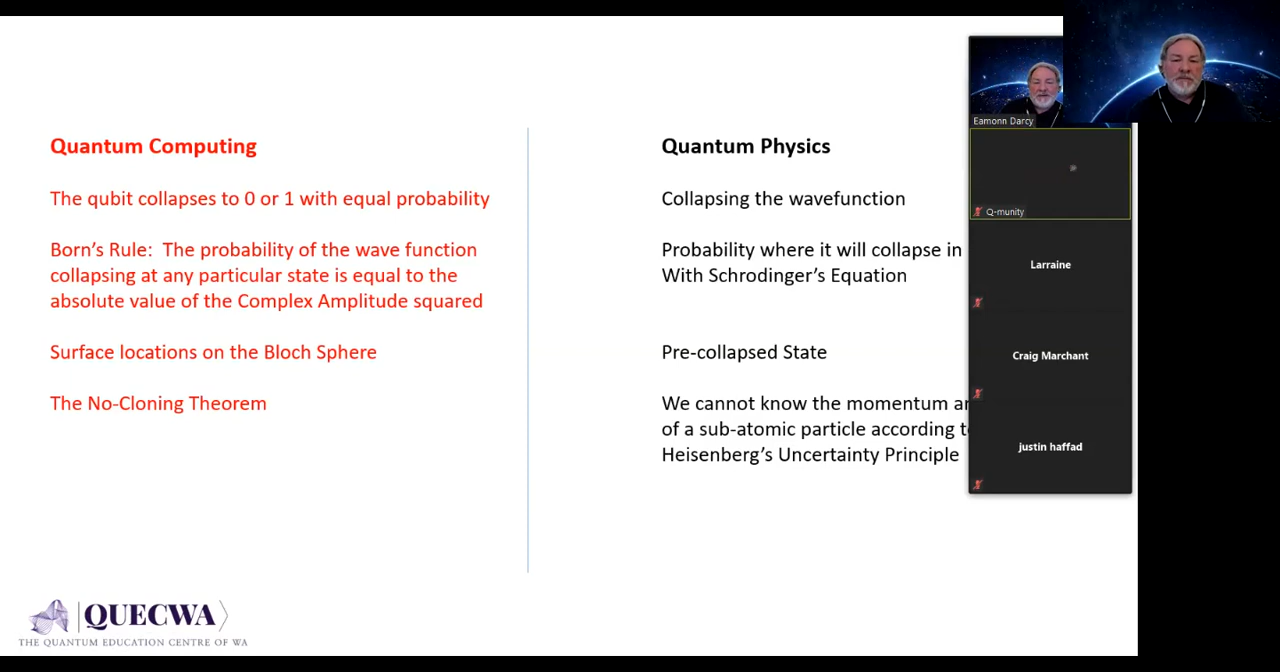 Quantum Computing
The qubit collapses to 0 or 1 with equal probability
Born's Rule: The probability of the wave function
collapsing at any particular state is equal to the
absolute value of the Complex Amplitude squared
Surface locations on the Bloch Sphere
The No-Cloning Theorem
Quantum Physics
Collapsing the wavefunction
Probability where it will collapse in
With Schrodinger's Equation
Pre-collapsed State
We cannot know the momentum
of a sub-atomic particle according
Heisenberg's Uncertainty Principle
Eamonn Darcy
Q-munity
Larraine
Craig Marchant
justin haffad
QUECWA
THE QUANTUM EDUCATION CENTRE OF WA